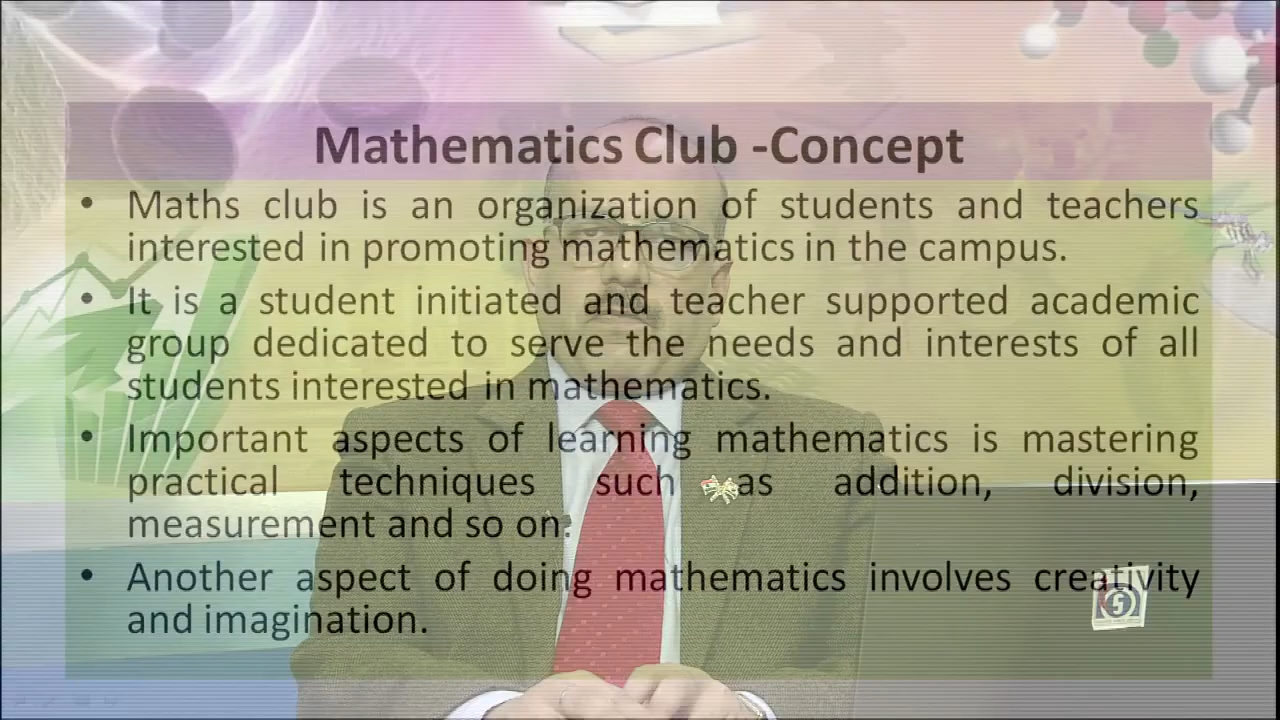 Mathematics Club -Concept
• Maths club is an organization of students and teachers
interested in promoting mathematics in the campus.
• It is a student initiated and teacher supported academic
group dedicated to serve the needs and interests of all
students interested in mathematics.
• Important aspects of learning mathematics is mastering
practical techniques such as addition, division,
measurement and so on.
• Another aspect of doing mathematics involves creativity
and imagination.